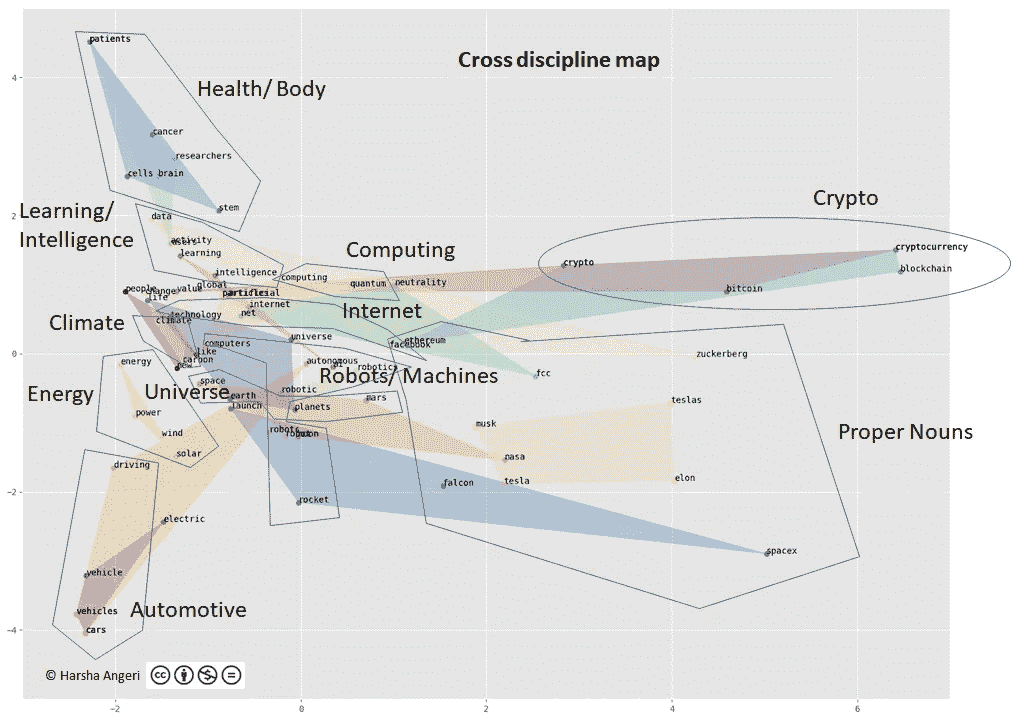 Cross discipline map
patients
4
Health/ Body
cancer
researchers
cells brain
stem
2
data
Learning/
Intelligence
activity
learning
Crypto
Computing
cryptocurrency
crypto
blockchain
intelligence
computing
quantum
neutrality
global
people
change
value
particles
life
bitcoin
internet
net
Internet
technology
climate
Climate
universe
ethereum
facebook
computers
like
0
zuckerberg
carbon
new
energy
autonomous
ai
robotics
fcc
Robots/ Machines
space
Universe
Energy
earth
robotic
mars
teslas
launch
planets
power
musk
Proper Nouns
wind
robots
solar
nasa
driving
tesla
elon
falcon
−2
rocket
electric
spacex
vehicle
vehicles
Automotive
cars
−4
© Harsha Angeri
cc
−2
0
2
4
6